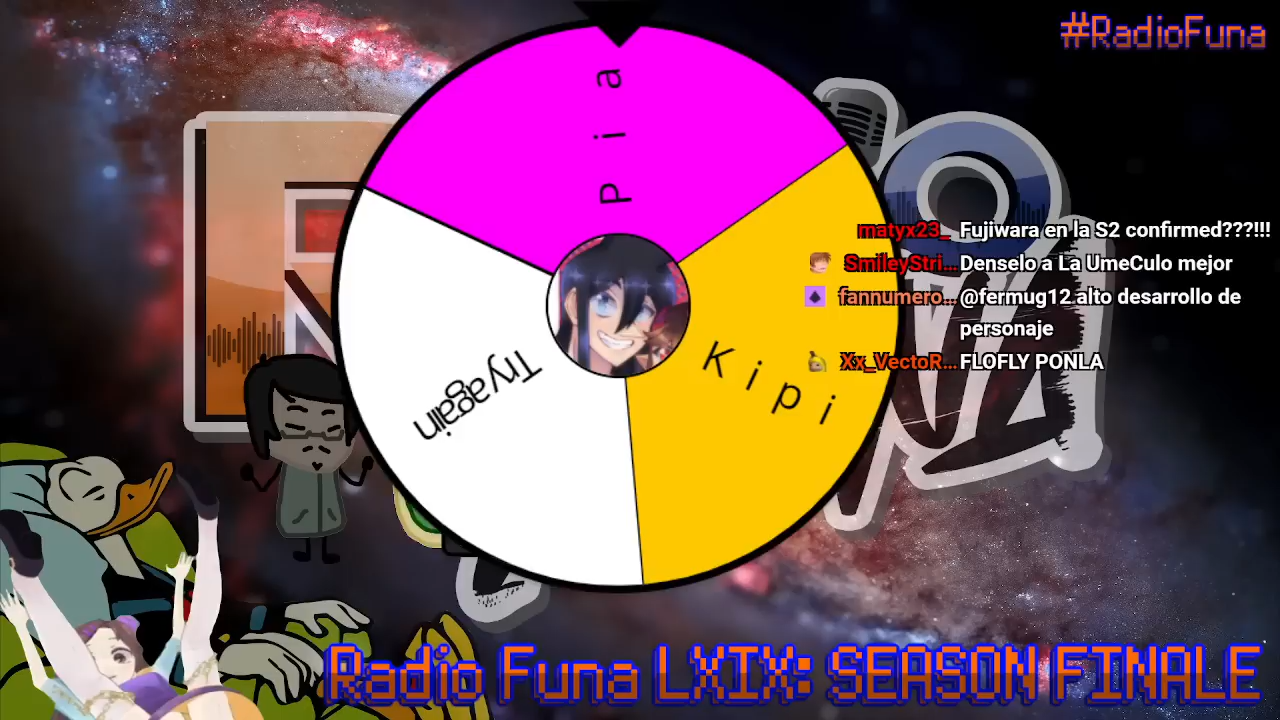 #RadioFuna
Pia
matyx23_ Fujiwara en la S2 confirmed???!!!
SmileyStri... Denselo a La UmeCulo mejor
fannumero... @fermug12 alto desarrollo de
personaje
Xx_VectoR... FLOFLY PONLA
Kipi
Try again
Radio Funa LXIX: SEASON FINALE